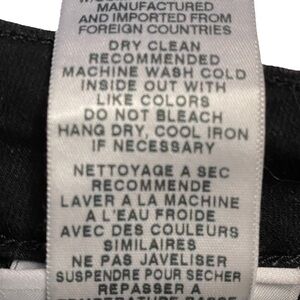 MANUFACTURED
AND IMPORTED FROM
FOREIGN COUNTRIES
DRY CLEAN
RECOMMENDED
MACHINE WASH COLD
INSIDE OUT WITH
LIKE COLORS
DO NOT BLEACH
HANG DRY, COOL IRON
IF NECESSARY
NETTOYAGE A SEC
RECOMMENDE
LAVER A LA MACHINE
A L'EAU FROIDE
AVEC DES COULEURS
SIMILAIRES
NE PAS JAVELISER
SUSPENDRE POUR SECHER
REPASSER A